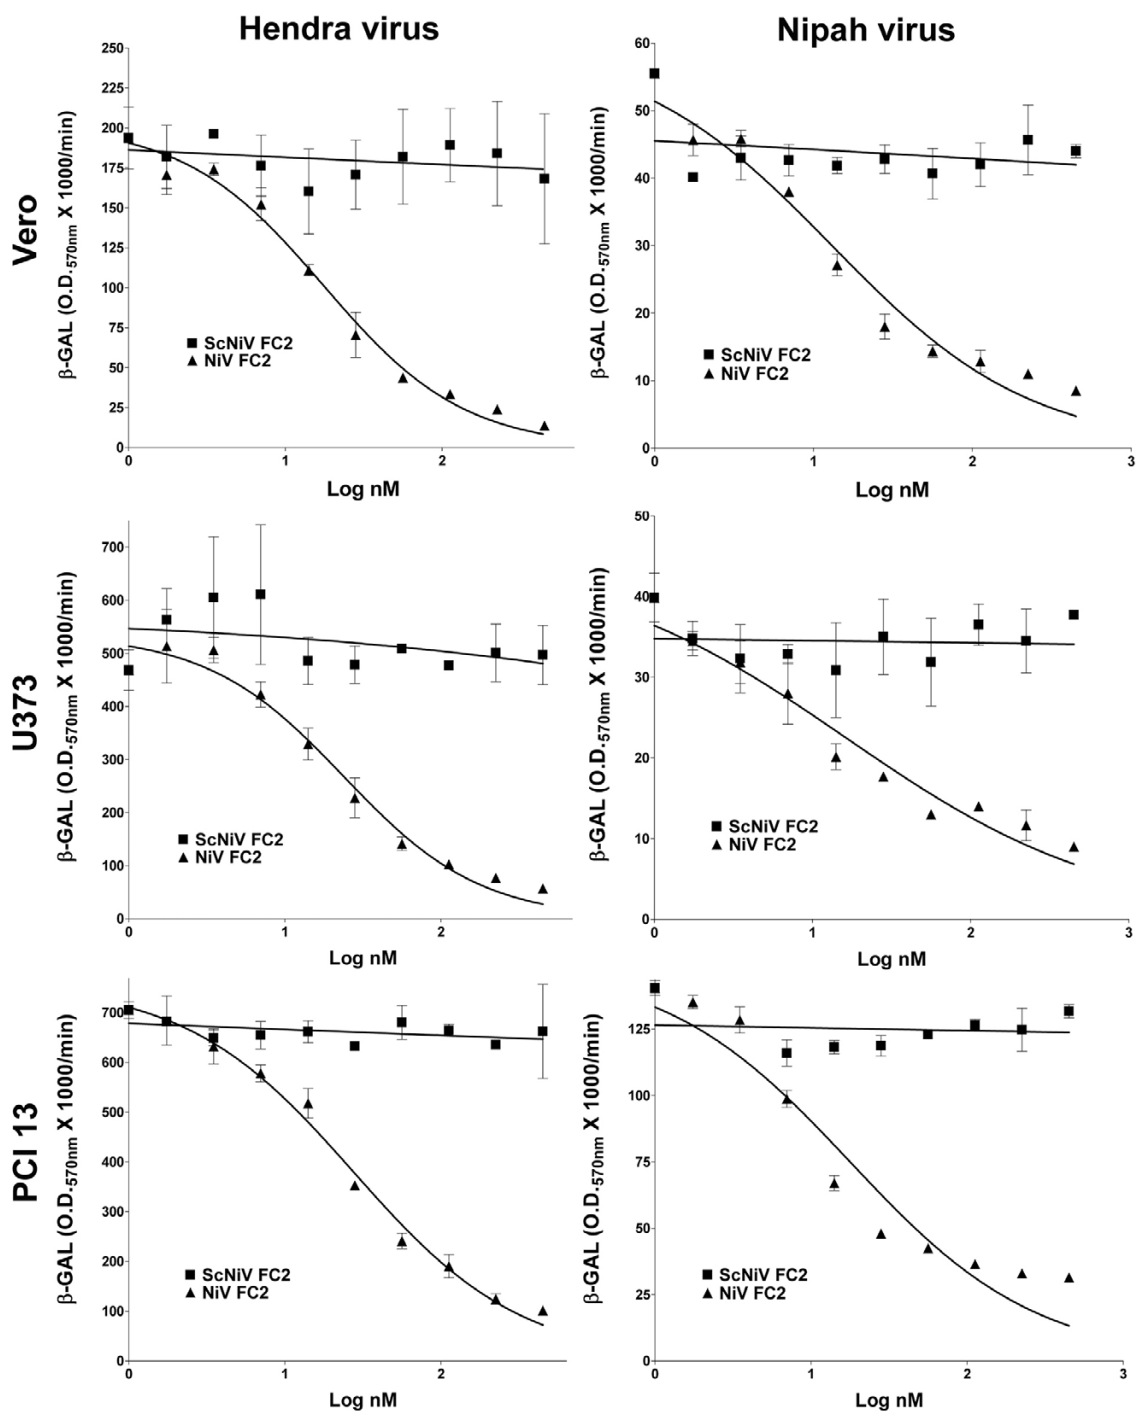 Hendra virus
Nipah virus
Vero
β-GAL (O.D.570nm X 1000/min)
250
225
200
175
150
125
100
75
50
25
0
ScNiV FC2
NiV FC2
0
1
2
Log nM
β-GAL (O.D.570nm X 1000/min)
60
50
40
30
20
10
0
ScNiV FC2
NiV FC2
0
1
2
3
Log nM
U373
β-GAL (O.D.570nm X 1000/min)
700
600
500
400
300
200
100
0
ScNiV FC2
NiV FC2
0
1
2
Log nM
β-GAL (O.D.570nm X 1000/min)
50
40
30
20
10
0
ScNiV FC2
NiV FC2
0
1
2
3
Log nM
PCI 13
β-GAL (O.D.570nm X 1000/min)
700
600
500
400
300
200
100
0
ScNiV FC2
NiV FC2
0
1
2
Log nM
β-GAL (O.D.570nm X 1000/min)
125
100
75
50
25
0
ScNiV FC2
NiV FC2
0
1
2
3
Log nM